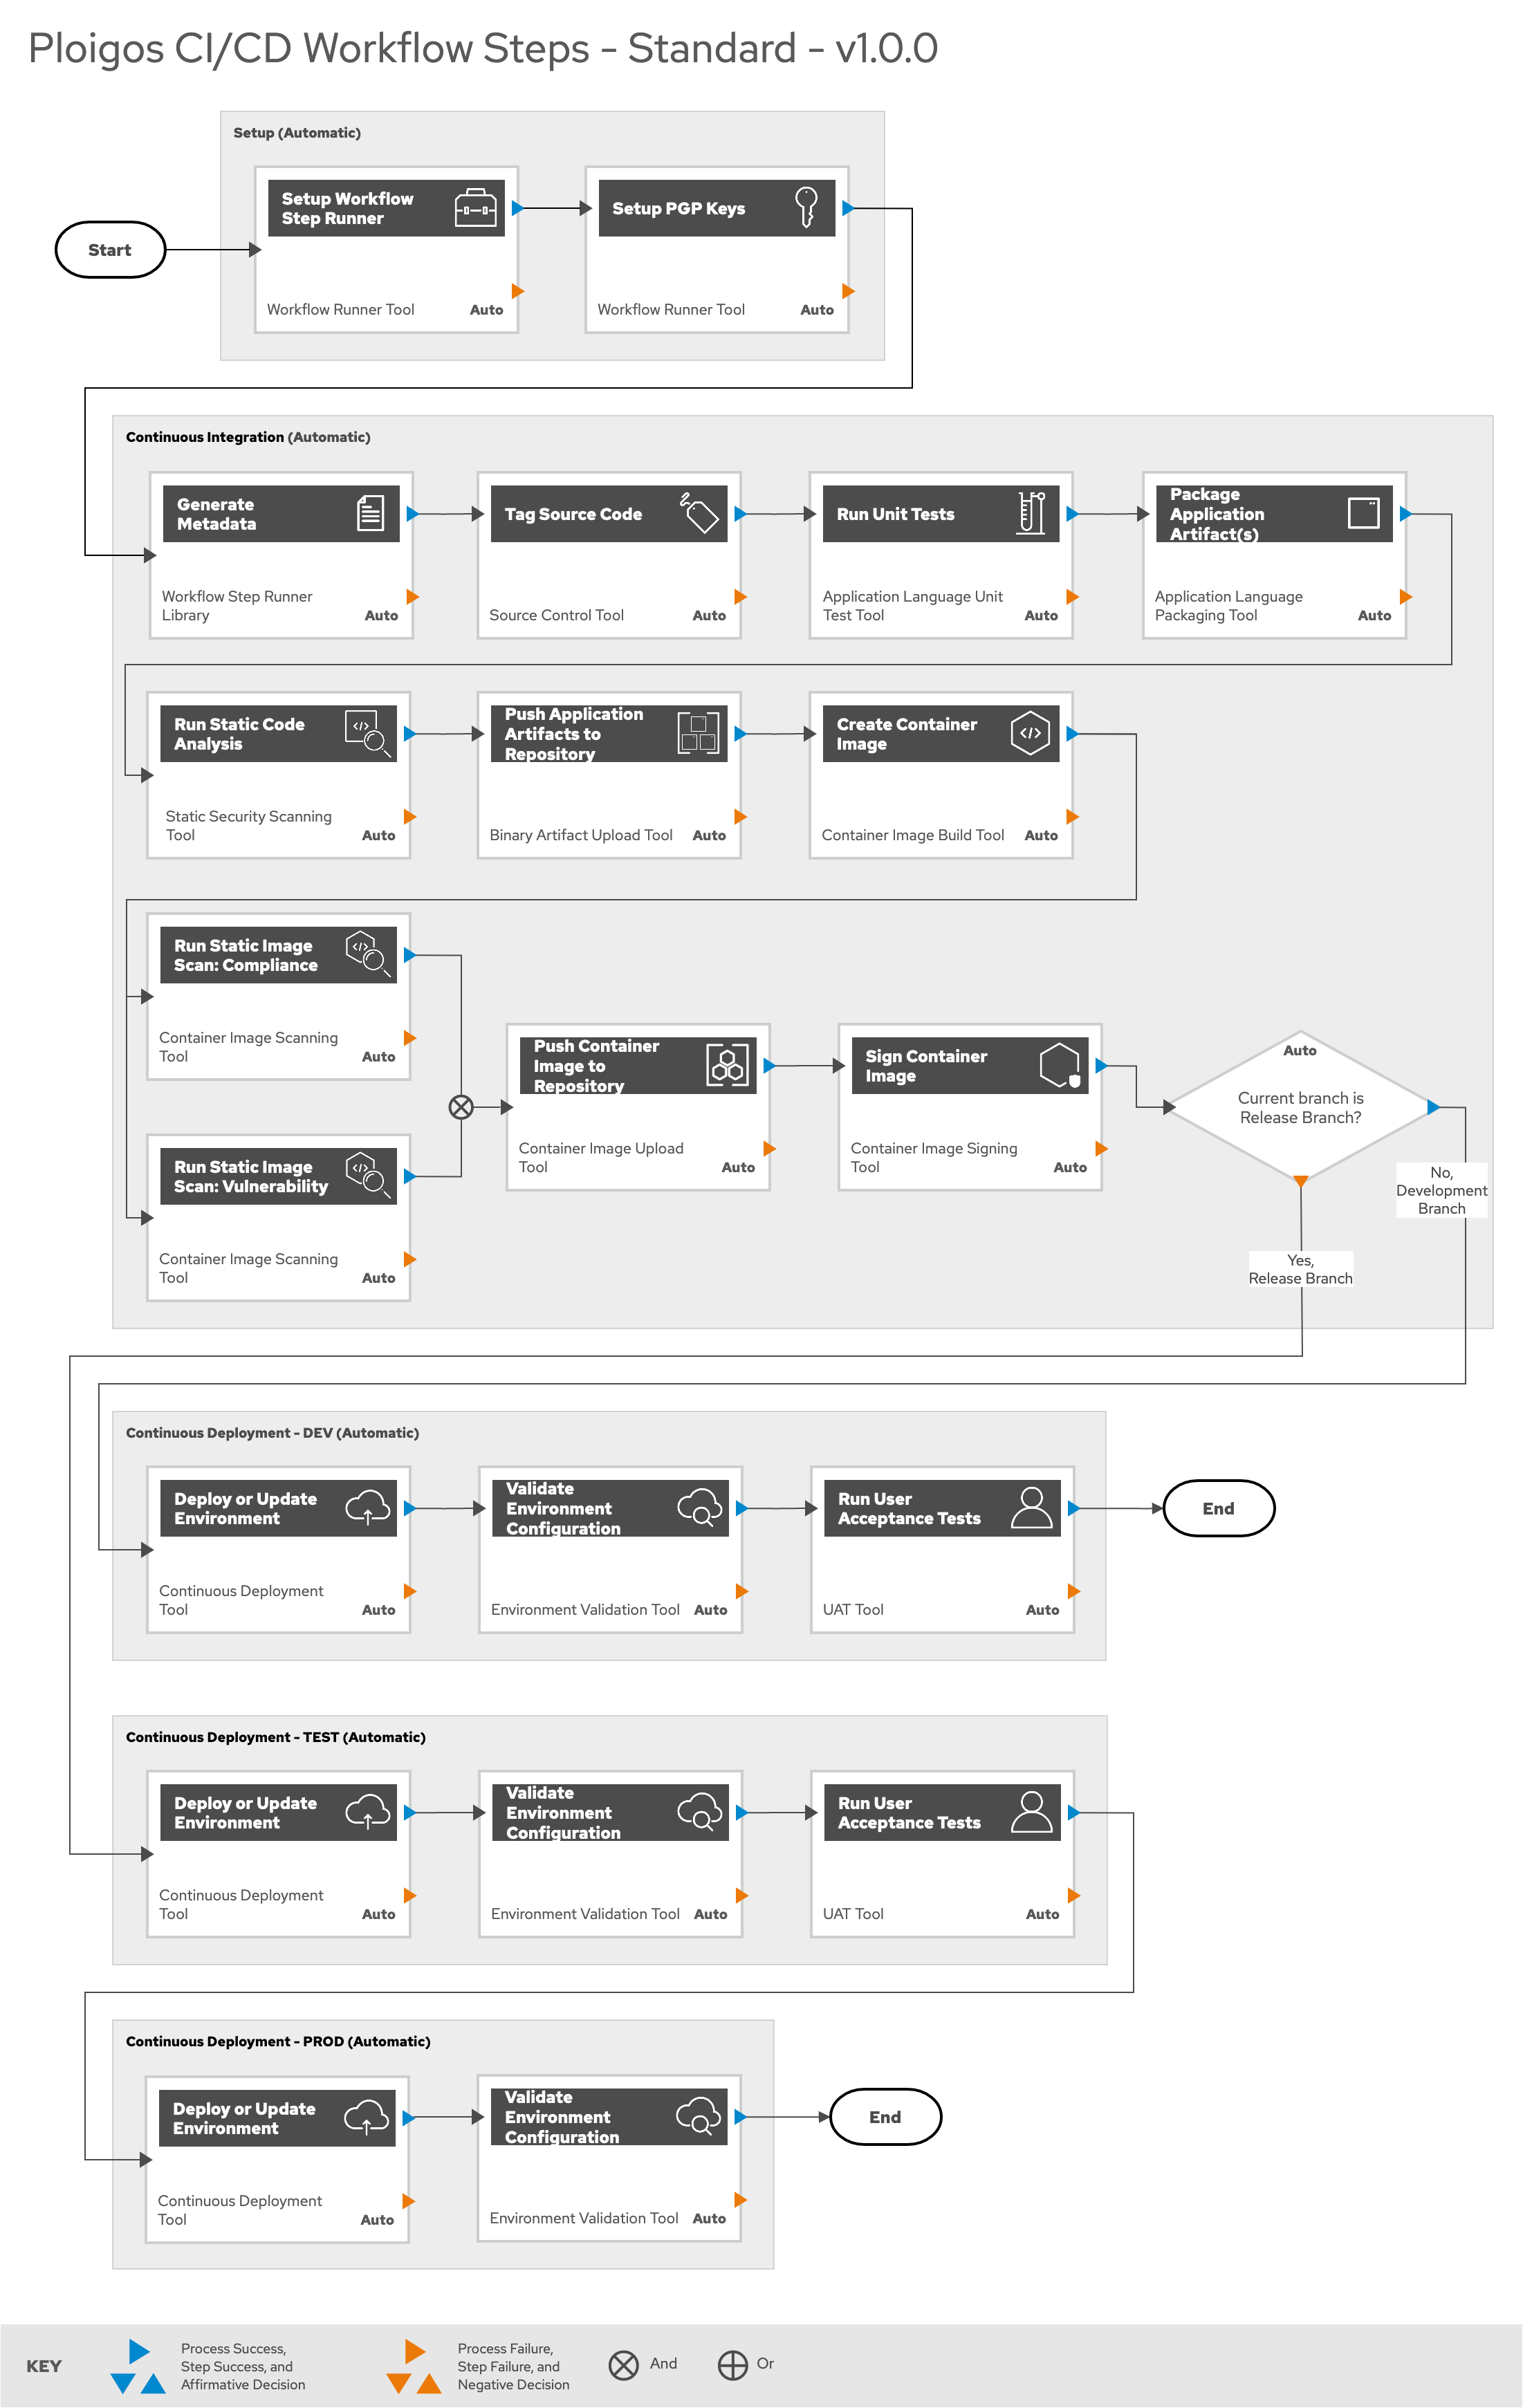 Ploigos CI/CD Workflow Steps - Standard - v1.0.0
Setup (Automatic)
Start
Setup Workflow
Step Runner
Workflow Runner Tool
Auto
Setup PGP Keys
Workflow Runner Tool
Auto
Continuous Integration (Automatic)
Generate
Metadata
Workflow Step Runner
Library
Auto
Tag Source Code
Source Control Tool
Auto
Run Unit Tests
Application Language Unit
Test Tool
Auto
Package
Application
Artifact(s)
Application Language
Packaging Tool
Auto
Run Static Code
Analysis
Static Security Scanning
Tool
Auto
Push Application
Artifacts to
Repository
Binary Artifact Upload Tool
Auto
Create Container
Image
Container Image Build Tool
Auto
Run Static Image
Scan: Compliance
Container Image Scanning
Tool
Auto
Run Static Image
Scan: Vulnerability
Container Image Scanning
Tool
Auto
Push Container
Image to
Repository
Container Image Upload
Tool
Auto
Sign Container
Image
Container Image Signing
Tool
Auto
Auto
Current branch is
Release Branch?
No,
Development
Branch
Yes,
Release Branch
Continuous Deployment - DEV (Automatic)
Deploy or Update
Environment
Continuous Deployment
Tool
Auto
Validate
Environment
Configuration
Environment Validation Tool
Auto
Run User
Acceptance Tests
UAT Tool
Auto
End
Continuous Deployment - TEST (Automatic)
Deploy or Update
Environment
Continuous Deployment
Tool
Auto
Validate
Environment
Configuration
Environment Validation Tool
Auto
Run User
Acceptance Tests
UAT Tool
Auto
Continuous Deployment - PROD (Automatic)
Deploy or Update
Environment
Continuous Deployment
Tool
Auto
Validate
Environment
Configuration
Environment Validation Tool
Auto
End
KEY
Process Success,
Step Success, and
Affirmative Decision
Process Failure,
Step Failure, and
Negative Decision
And
Or